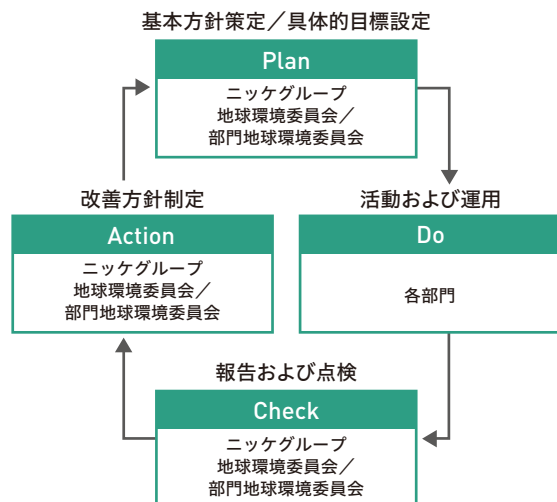 基本方針策定／具体的目標設定
Plan
ニッケグループ
地球環境委員会／
部門地球環境委員会
改善方針制定
Action
ニッケグループ
地球環境委員会／
部門地球環境委員会
活動および運用
Do
各部門
報告および点検
Check
ニッケグループ
地球環境委員会／
部門地球環境委員会